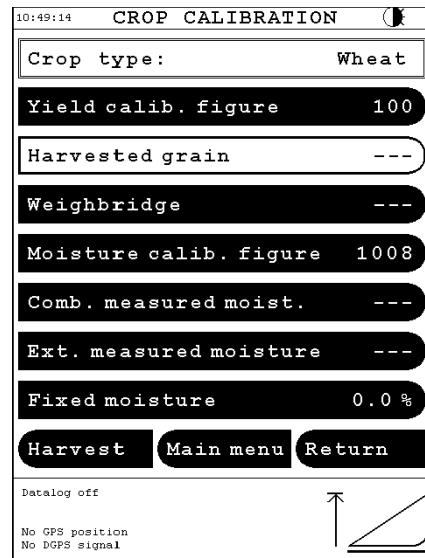 10:49:14 CROP CALIBRATION
Crop type: Wheat
Yield calib. figure 100
Harvested grain ---
Weighbridge ---
Moisture calib. figure 1008
Comb. measured moist. ---
Ext. measured moisture ---
Fixed moisture 0.0 %
Harvest Main menu Return
Datalog off
No GPS position
No DGPS signal